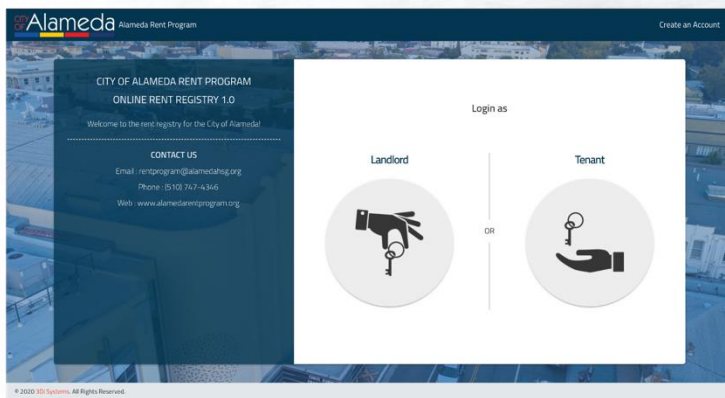 CITY OF Alameda Alameda Rent Program
Create an Account
CITY OF ALAMEDA RENT PROGRAM
ONLINE RENT REGISTRY 1.0
Welcome to the rent registry for the City of Alameda!
CONTACT US
Email : rentprogram@alamedahsg.org
Phone : (510) 747-4346
Web : www.alamedarentprogram.org
Login as
Landlord
OR
Tenant
© 2020 3Di Systems. All Rights Reserved.